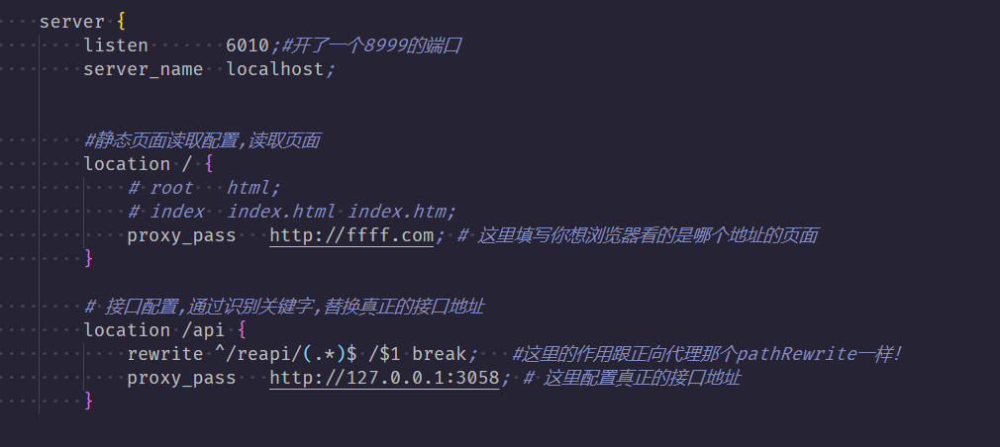 server {
listen 6010;#开了一个8999的端口
server_name localhost;
#静态页面读取配置,读取页面
location / {
# root html;
# index index.html index.htm;
proxy_pass http://ffff.com; # 这里填写你想浏览器看的是哪个地址的页面
}
# 接口配置,通过识别关键字,替换真正的接口地址
location /api {
rewrite ^/reapi/(.*)$ /$1 break; #这里的作用跟正向代理那个pathRewrite一样!
proxy_pass http://127.0.0.1:3058; # 这里配置真正的接口地址
}